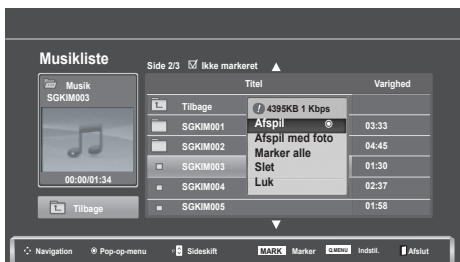 Musikliste
Side 2/3 Ikke markeret
Musik
SGKIM003
00:00/01:34
Tilbage
Titel Varighed
Tilbage
SGKIM001 03:33
SGKIM002 04:45
SGKIM003 01:30
SGKIM004 02:37
SGKIM005 01:58
4395KB 1 Kbps
Afspil
Afspil med foto
Marker alle
Slet
Luk
Navigation Pop-op-menu Sideskift MARK Marker Q.MENU Indstil. Afslut